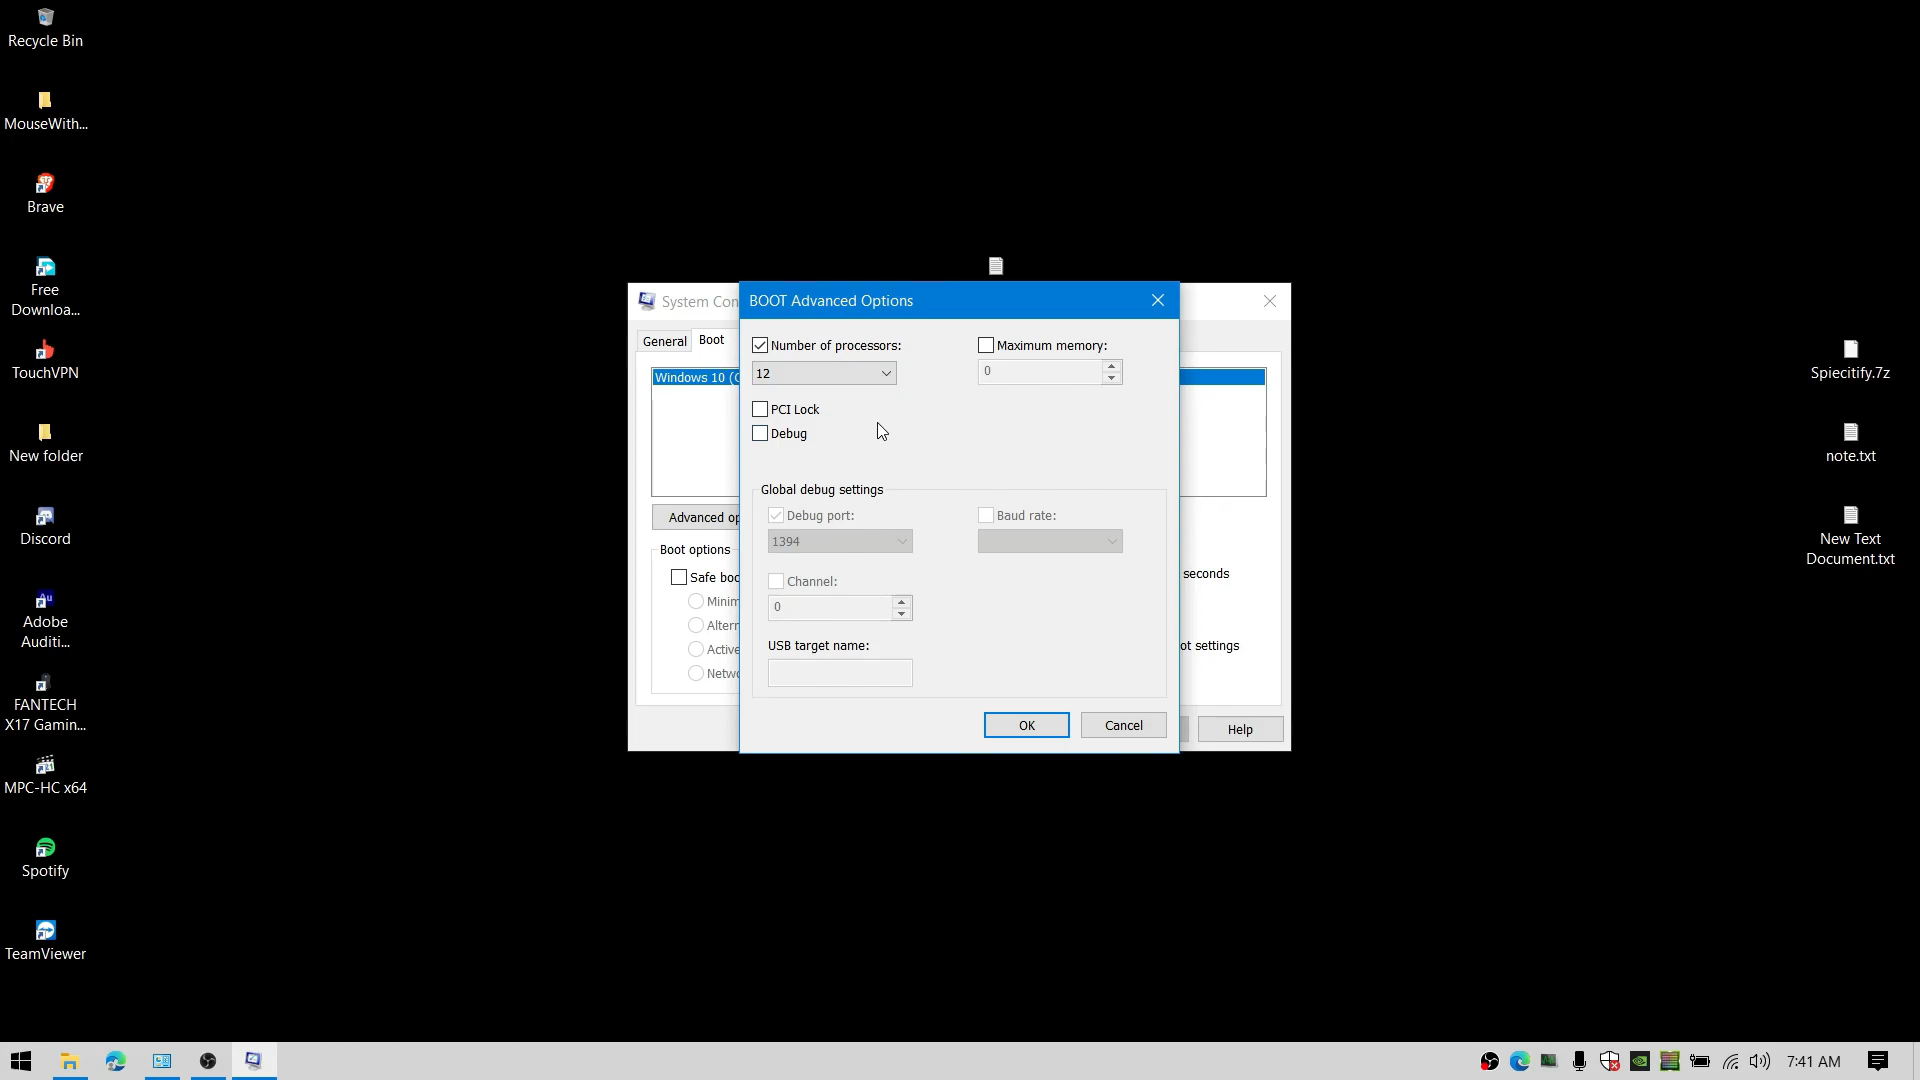 Recycle Bin
MouseWith...
Brave
Free
Downloa...
TouchVPN
New folder
Discord
Adobe
Auditi...
FANTECH
X17 Gamin...
MPC-HC x64
Spotify
TeamViewer
System Con
General
Boot
Windows 10 (C
Advanced op
Boot options
Safe boo
Minim
Altern
Active
Netwo
seconds
ot settings
Help
BOOT Advanced Options
Number of processors:
12
Maximum memory:
0
PCI Lock
Debug
Global debug settings
Debug port:
1394
Baud rate:
Channel:
0
USB target name:
OK
Cancel
Spiecitify.7z
note.txt
New Text
Document.txt
7:41 AM